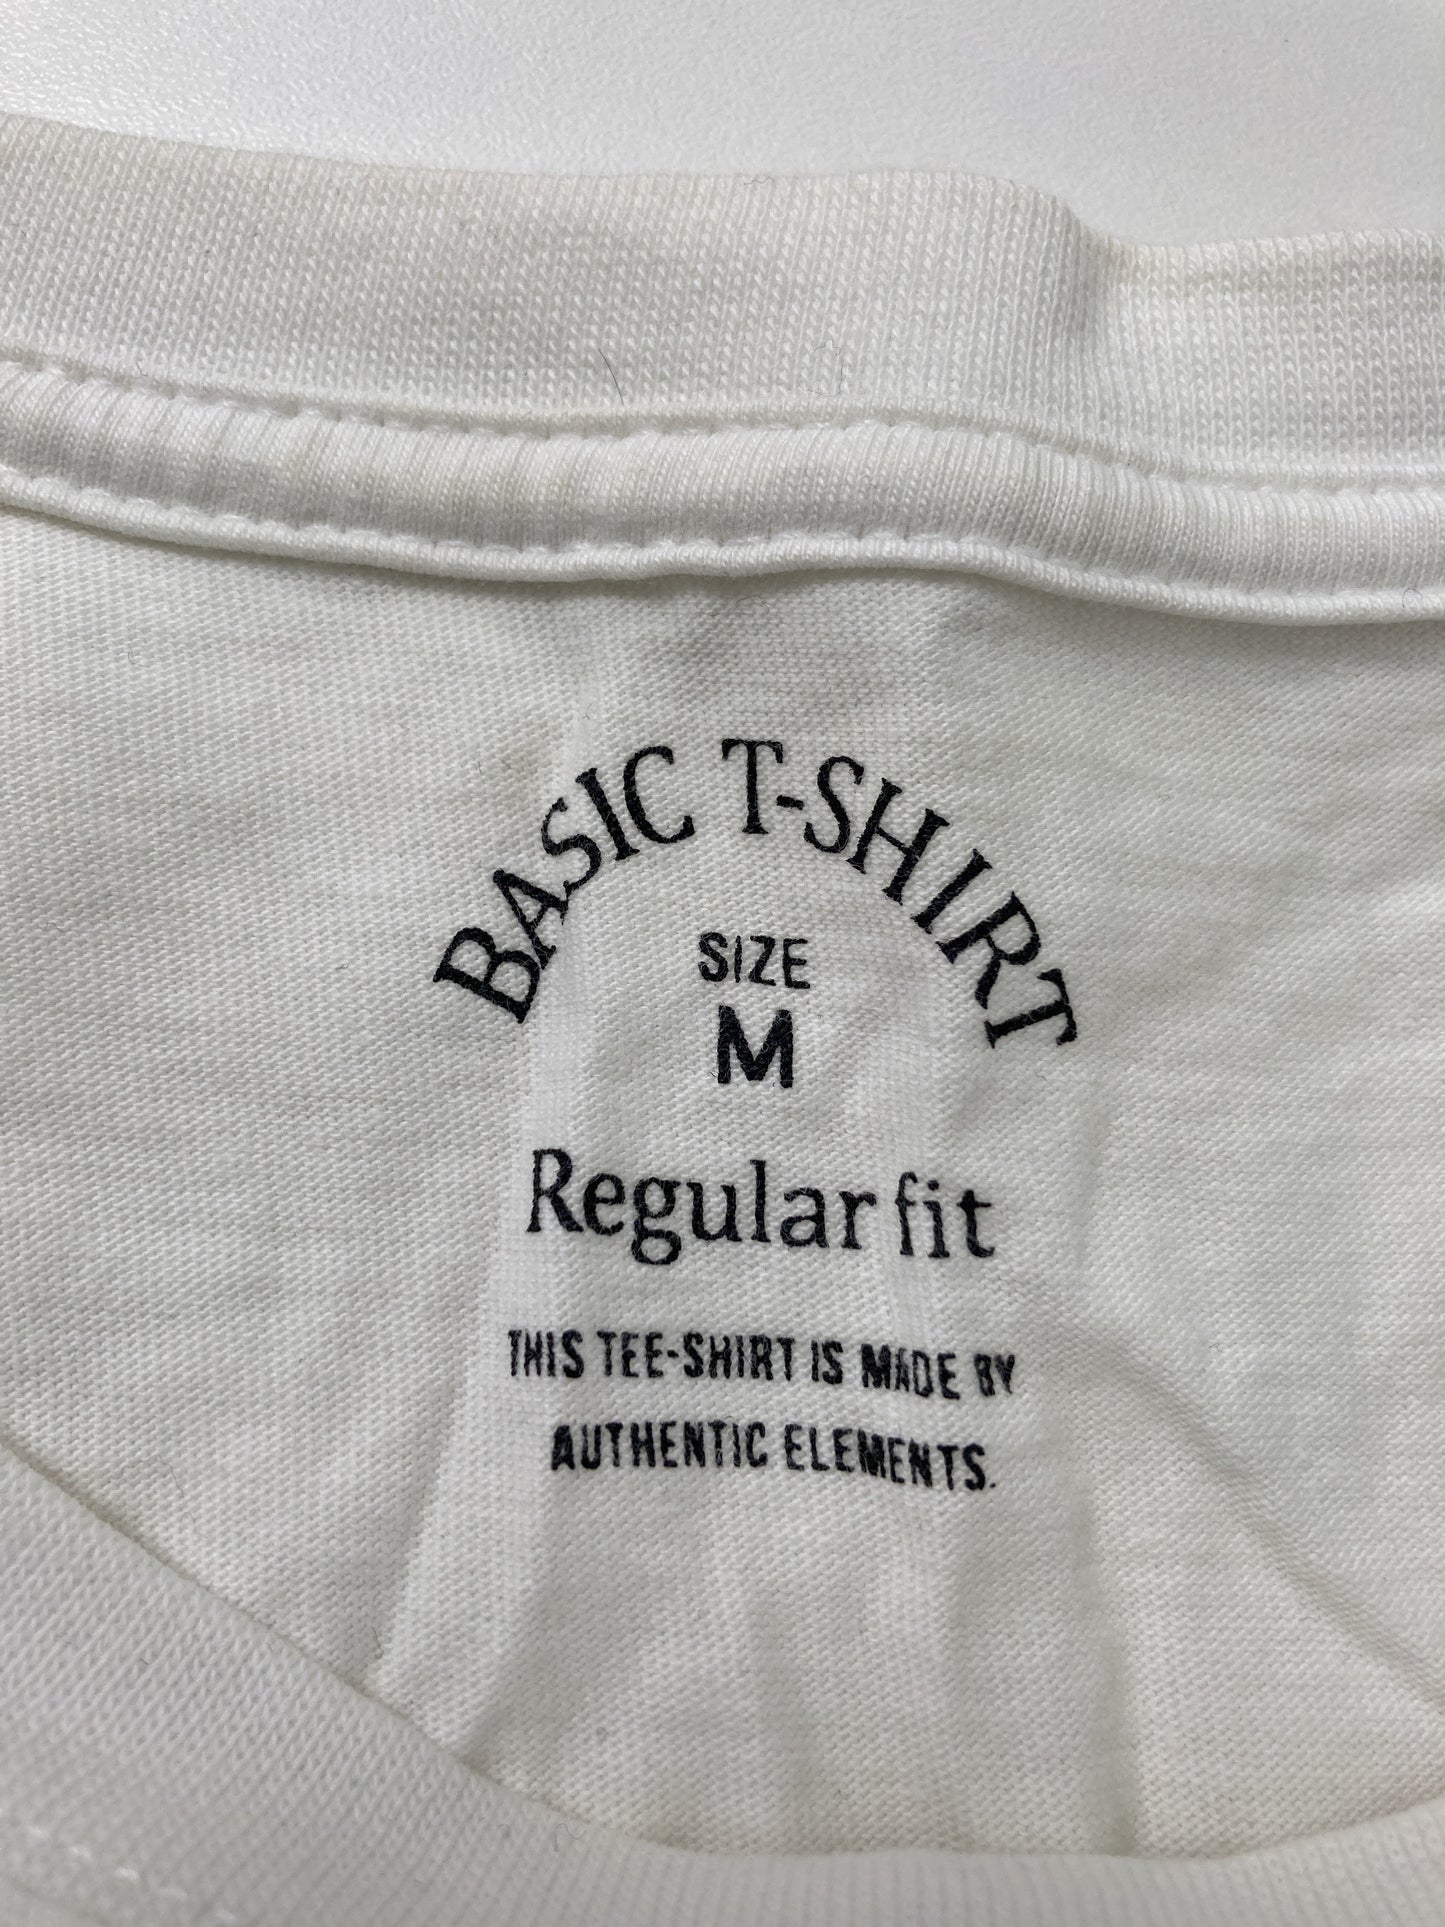 BASIC T-SHIRT
SIZE
M
Regular fit
THIS TEE-SHIRT IS MADE BY
AUTHENTIC ELEMENTS.